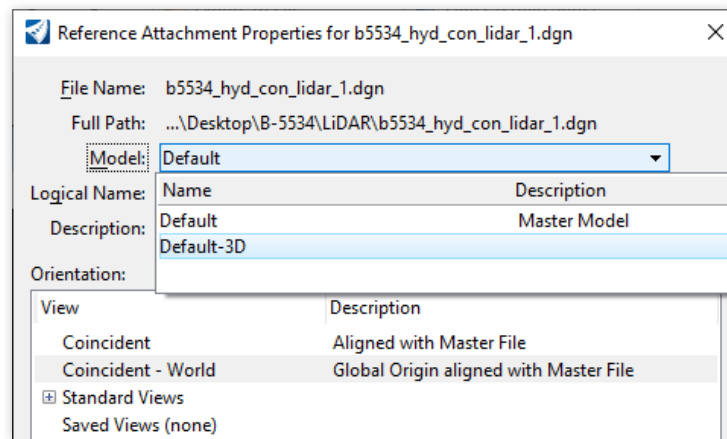 Reference Attachment Properties for b5534_hyd_con_lidar_1.dgn
File Name: b5534_hyd_con_lidar_1.dgn
Full Path: ...\Desktop\B-5534\LiDAR\b5534_hyd_con_lidar_1.dgn
Model: Default
Logical Name:
Name Description
Default Master Model
Description:
Default-3D
Orientation:
View Description
Coincident Aligned with Master File
Coincident - World Global Origin aligned with Master File
Standard Views
Saved Views (none)